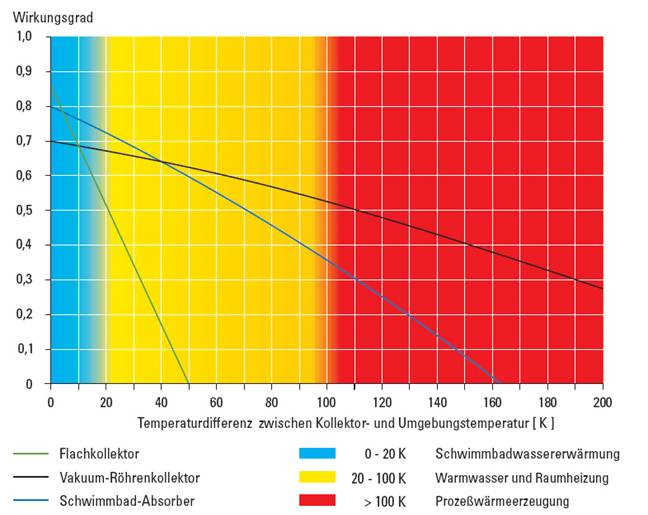 Wirkungsgrad
1,0
0,9
0,8
0,7
0,6
0,5
0,4
0,3
0,2
0,1
0
0 20 40 60 80 100 120 140 160 180 200
Temperaturdifferenz zwischen Kollektor- und Umgebungstemperatur [ K ]
Flachkollektor 0 - 20 K Schwimmbadwassererwärmung
Vakuum-Röhrenkollektor 20 - 100 K Warmwasser und Raumheizung
Schwimmbad-Absorber > 100 K Prozeßwärmeerzeugung